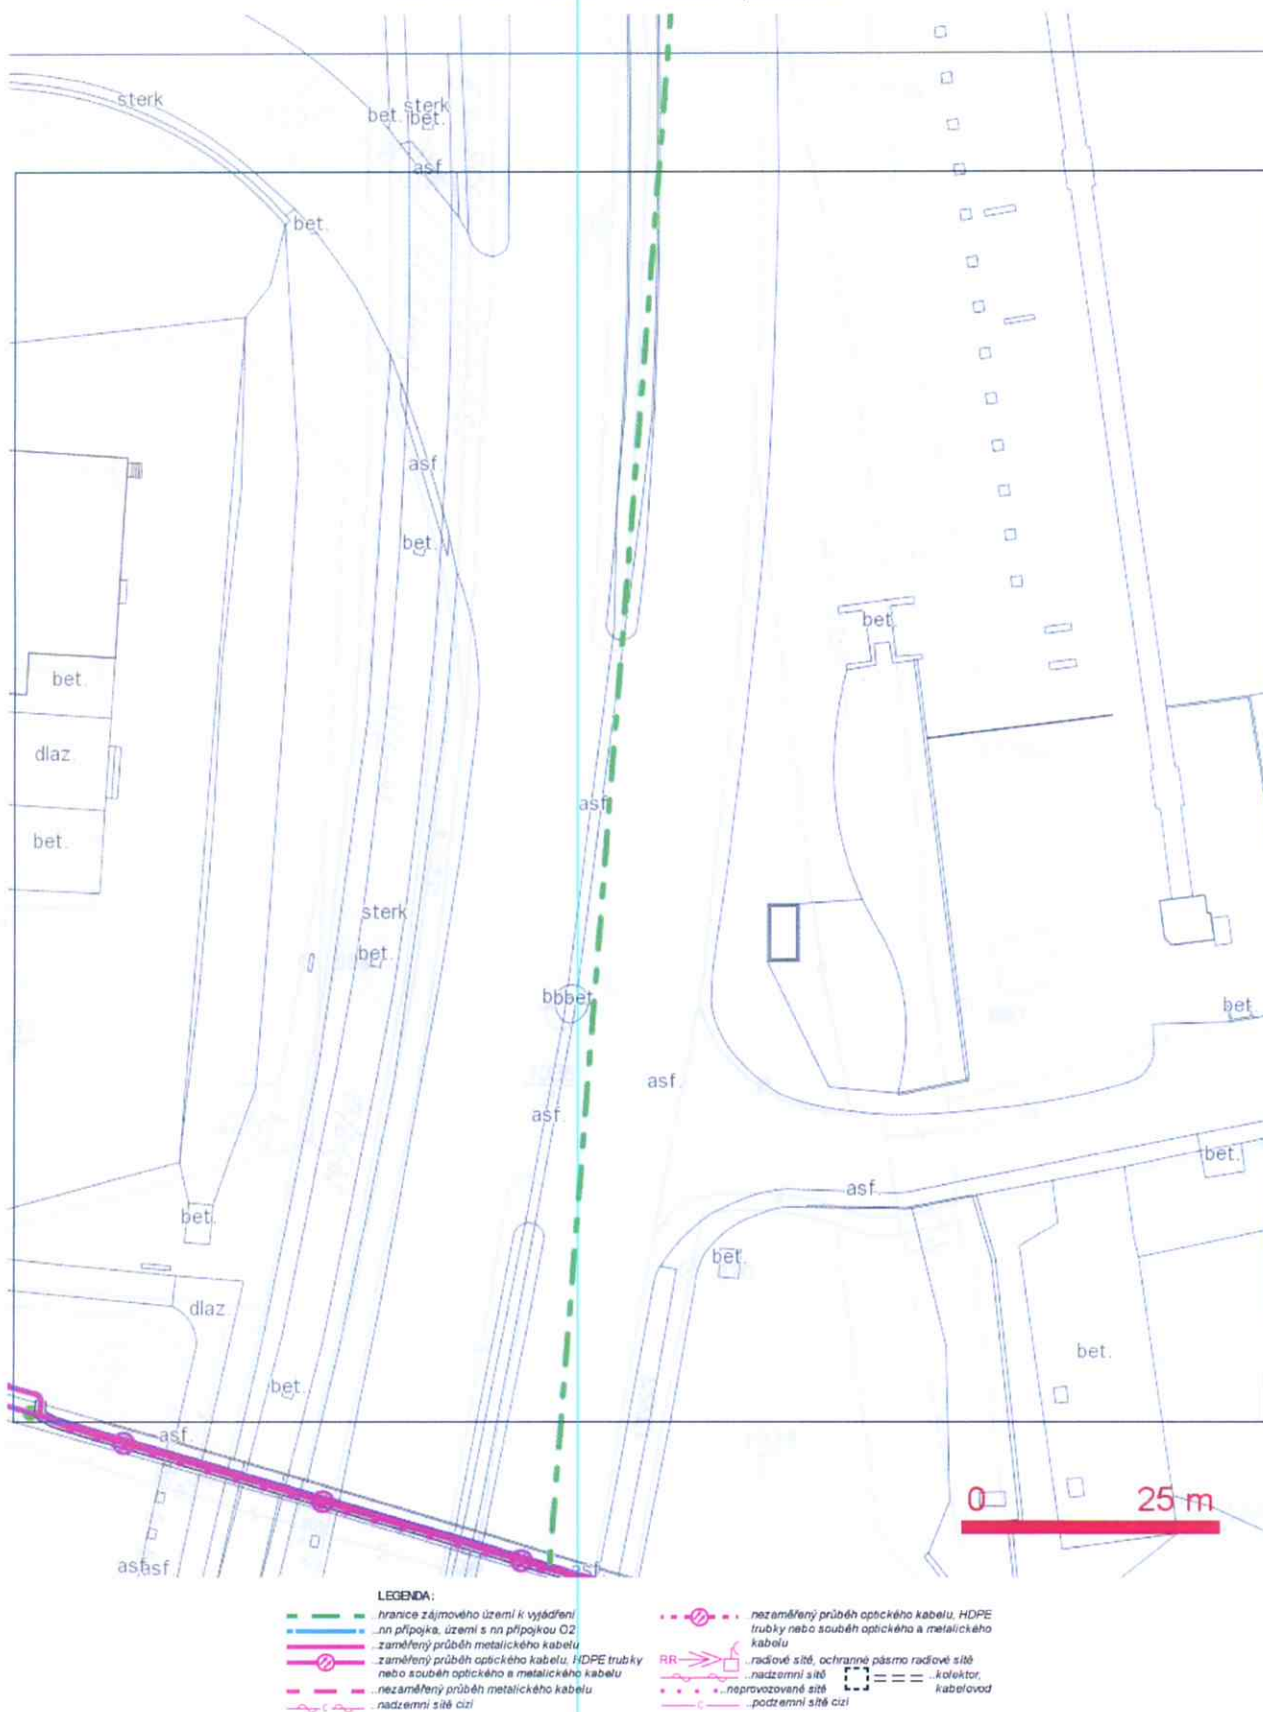 sterk
sterk
bet. bet.
asf.
bet.
asf
bet.
bet.
bet.
dlaz.
asf
bet.
sterk
bet.
bbbet
bet.
asf.
asf.
bet.
asf.
bet.
bet.
dlaz
bet.
bet.
asf.
0 25 m
asfasf
asf
LEGENDA:
..hranice zájmového území k vyjádření
..nn přípojka, území s nn přípojkou O2
..zaměřený průběh metalického kabelu
..zaměřený průběh optického kabelu, HDPE trubky
nebo souběh optického a metalického kabelu
..nezaměřený průběh metalického kabelu
C ..nadzemní sítě cizí
..nezaměřený průběh optického kabelu, HDPE
trubky nebo souběh optického a metalického
kabelu
RR ..radiové sítě, ochranné pásmo radiové sítě
..nadzemní sítě
..neprovozované sítě
..kolektor,
kabelovod
C ..podzemní sítě cizí